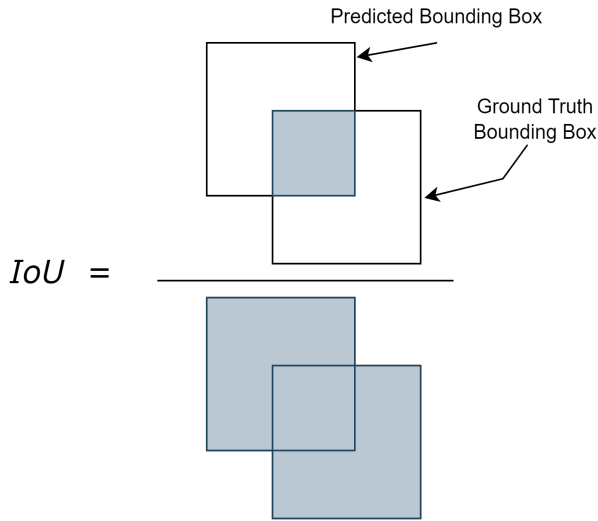 Predicted Bounding Box
Ground Truth
Bounding Box
IoU =